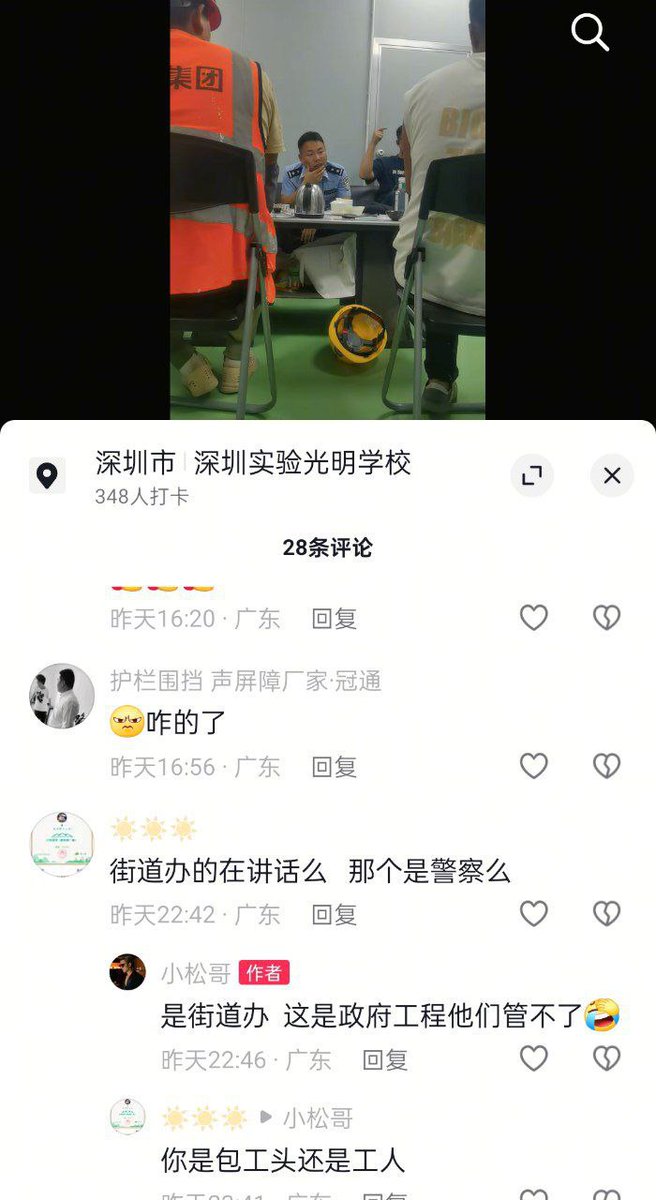 集团
深圳市 深圳实验光明学校
348人打卡
28条评论
昨天16:20 · 广东 回复
护栏围挡 声屏障厂家·冠通
咋的了
昨天16:56 · 广东 回复
街道办的在讲话么 那个是警察么
昨天22:42 · 广东 回复
小松哥 作者
是街道办 这是政府工程他们管不了
昨天22:46 · 广东 回复
小松哥
你是包工头还是工人